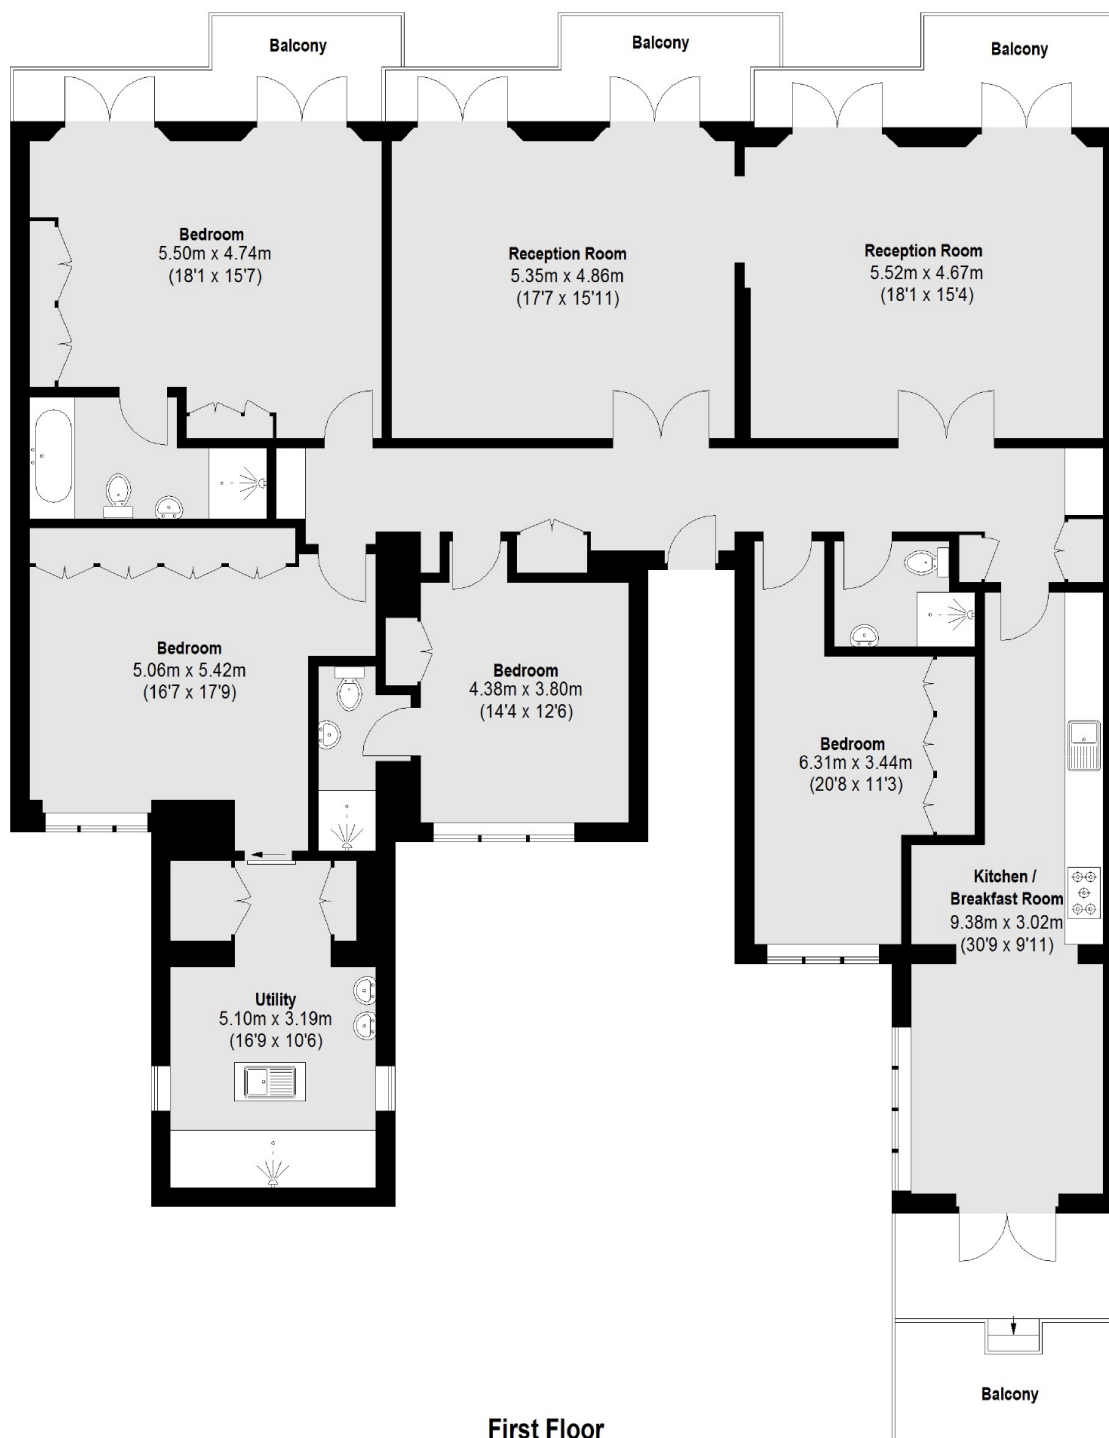 Balcony
Balcony
Balcony
Bedroom
5.50m x 4.74m
(18'1 x 15'7)
Reception Room
5.35m x 4.86m
(17'7 x 15'11)
Reception Room
5.52m x 4.67m
(18'1 x 15'4)
Bedroom
5.06m x 5.42m
(16'7 x 17'9)
Bedroom
4.38m x 3.80m
(14'4 x 12'6)
Bedroom
6.31m x 3.44m
(20'8 x 11'3)
Kitchen /
Breakfast Room
9.38m x 3.02m
(30'9 x 9'11)
Utility
5.10m x 3.19m
(16'9 x 10'6)
Balcony
First Floor